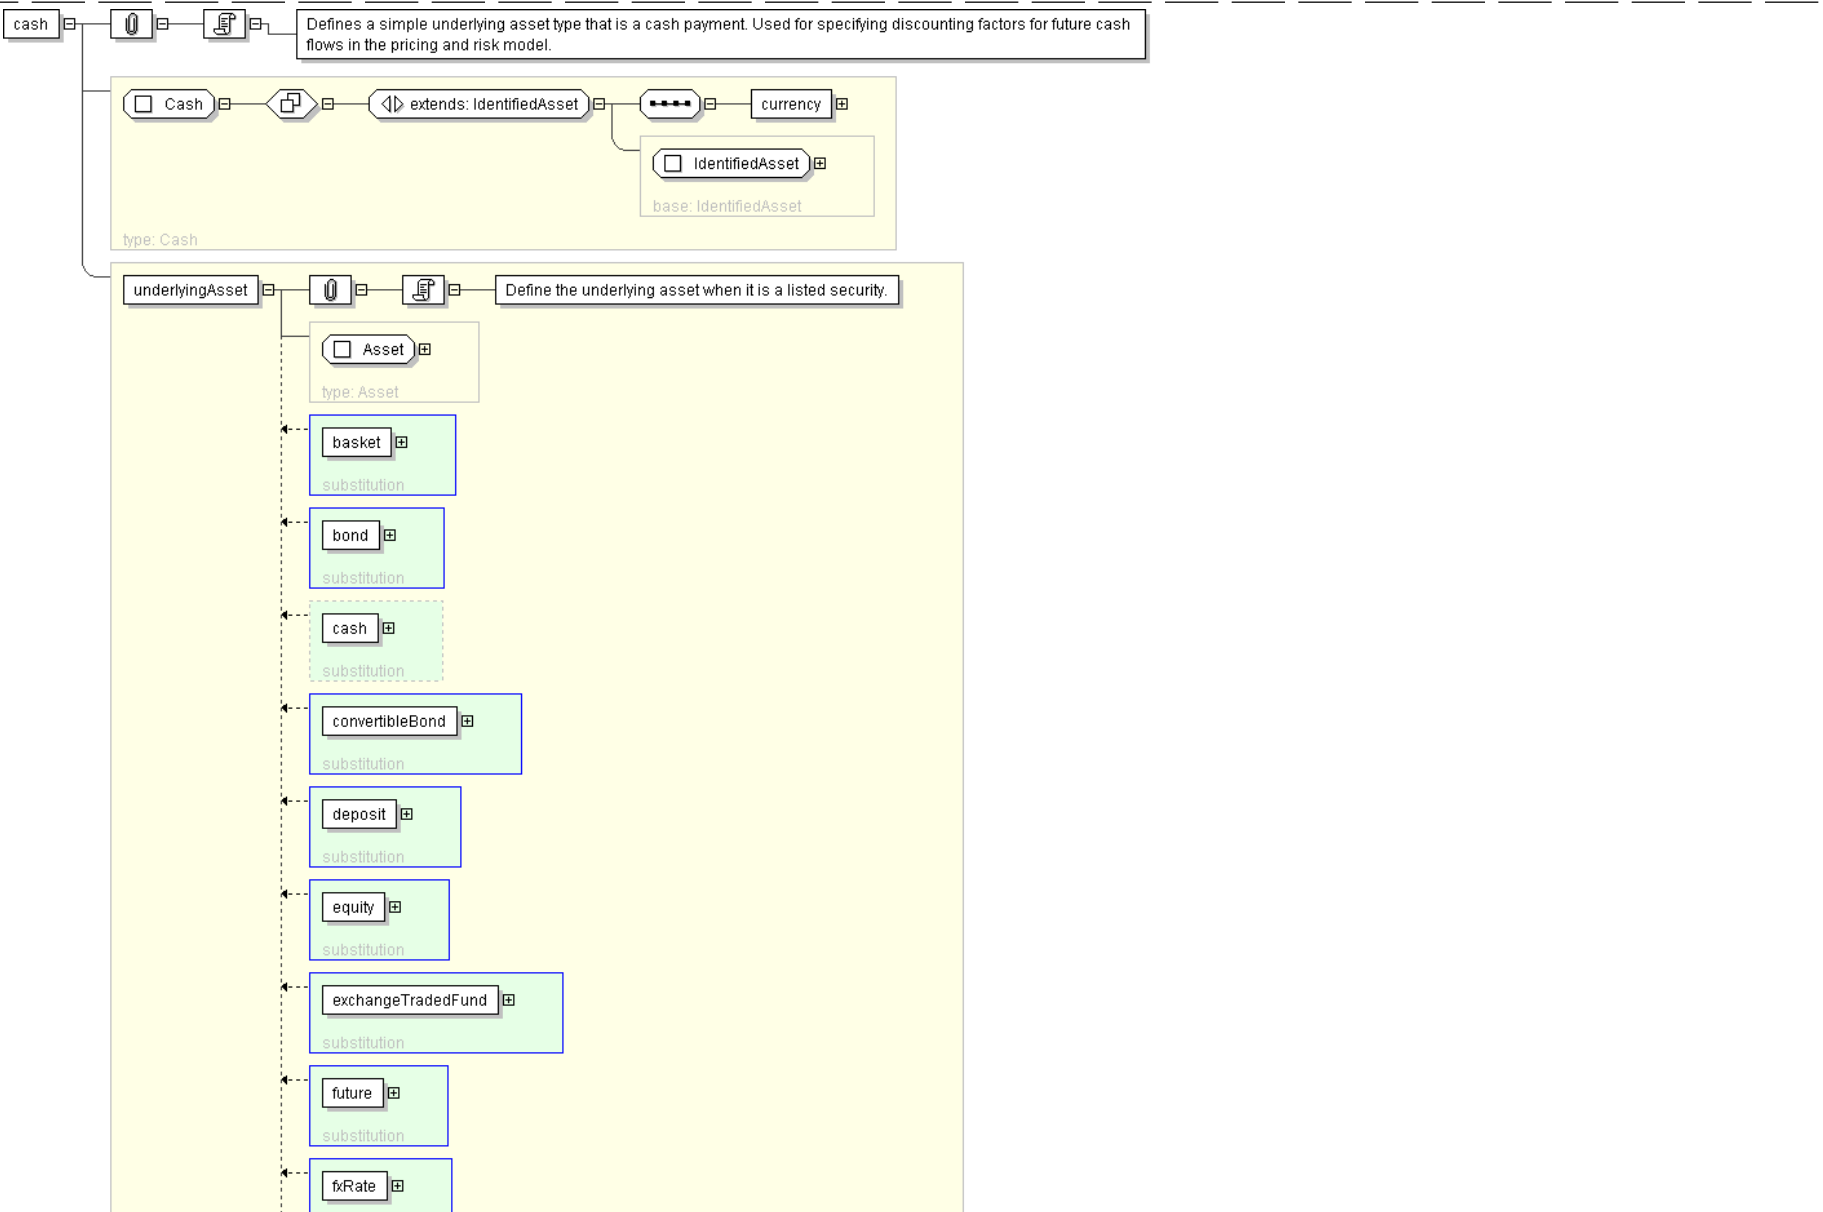 cash
Defines a simple underlying asset type that is a cash payment. Used for specifying discounting factors for future cash
flows in the pricing and risk model.
Cash
extends: IdentifiedAsset
currency
IdentifiedAsset
base: IdentifiedAsset
type: Cash
underlyingAsset
Define the underlying asset when it is a listed security.
Asset
type: Asset
basket
substitution
bond
substitution
cash
substitution
convertibleBond
substitution
deposit
substitution
equity
substitution
exchangeTradedFund
substitution
future
substitution
fxRate